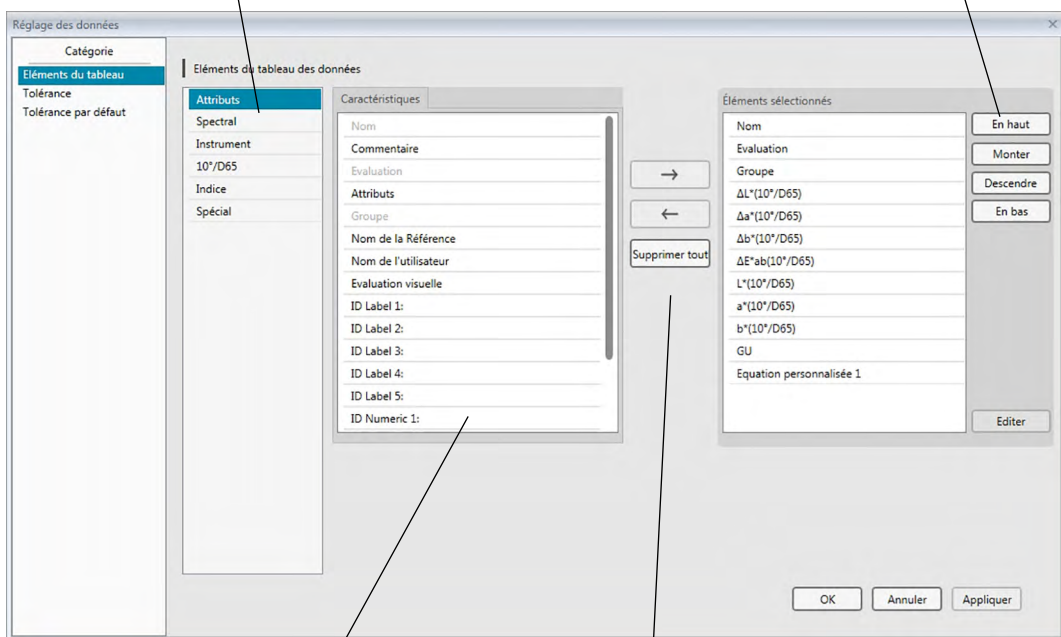 Réglage des données
Catégorie
Eléments du tableau
Tolérance
Tolérance par défaut
Eléments du tableau des données
Attributs
Spectral
Instrument
10°/D65
Indice
Spécial
Caractéristiques
Nom
Commentaire
Evaluation
Attributs
Groupe
Nom de la Référence
Nom de l'utilisateur
Evaluation visuelle
ID Label 1:
ID Label 2:
ID Label 3:
ID Label 4:
ID Label 5:
ID Numeric 1:
→
←
Supprimer tout
Éléments sélectionnés
Nom
Evaluation
Groupe
ΔL*(10°/D65)
Δa*(10°/D65)
Δb*(10°/D65)
ΔE*ab(10°/D65)
L*(10°/D65)
a*(10°/D65)
b*(10°/D65)
GU
Equation personnalisée 1
En haut
Monter
Descendre
En bas
Editer
OK
Annuler
Appliquer